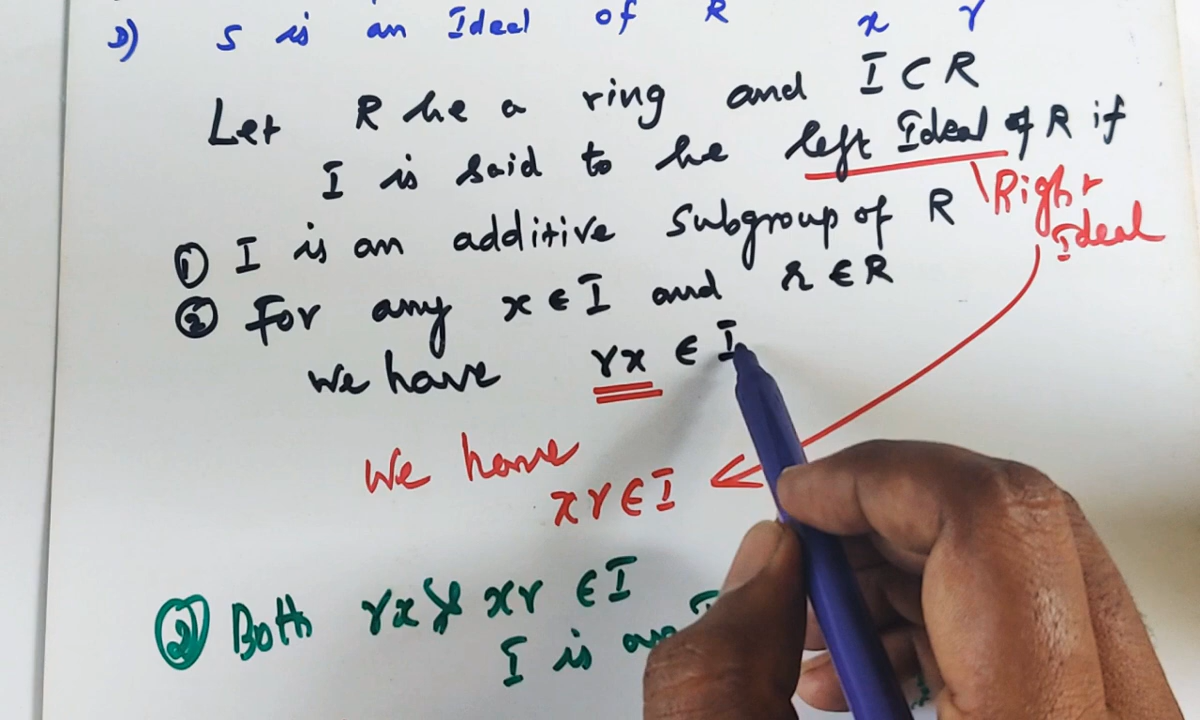 D) S is an Ideal of R x r
Let R be a ring and I ⊂ R
I is said to be left Ideal of R if
\ Right Ideal
① I is an additive subgroup of R
② For any x ∈ I and r ∈ R
we have rx ∈ I
we have
xr ∈ I
② Both rx & xr ∈ I
I is an